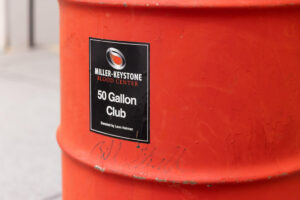 MILLER-KEYSTONE
BLOOD CENTER
50 Gallon
Club